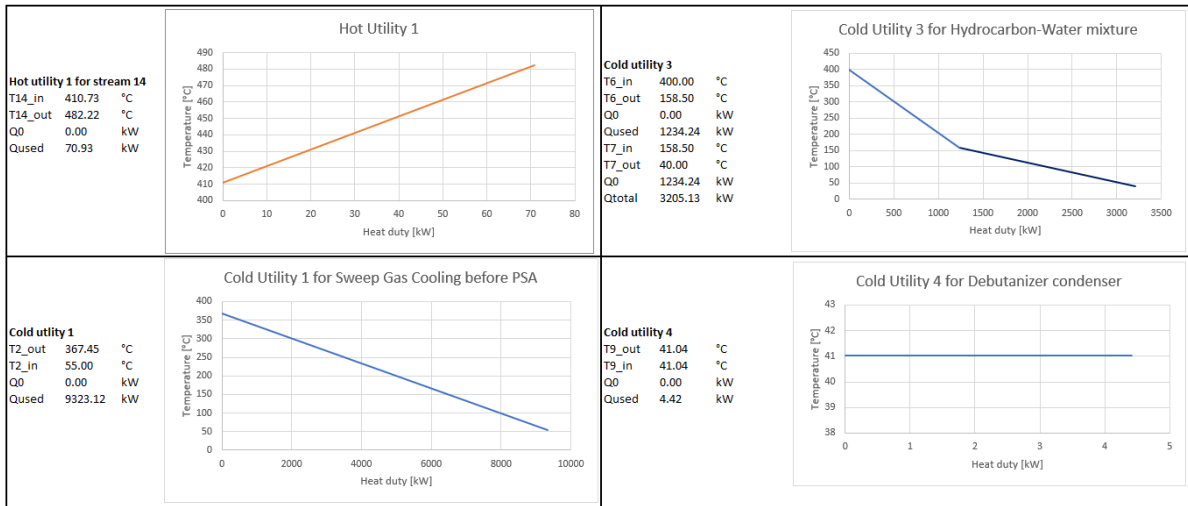 Hot Utility 1
Hot utility 1 for stream 14
T14_in 410.73 °C
T14_out 482.22 °C
Q0 0.00 kW
Qused 70.93 kW
Temperature [°C]
490
480
470
460
450
440
430
420
410
400
0 10 20 30 40 50 60 70 80
Heat duty [kW]
Cold Utility 3 for Hydrocarbon-Water mixture
Cold utility 3
T6_in 400.00 °C
T6_out 158.50 °C
Q0 0.00 kW
Qused 1234.24 kW
T7_in 158.50 °C
T7_out 40.00 °C
Q0 1234.24 kW
Qtotal 3205.13 kW
Temperature [°C]
450
400
350
300
250
200
150
100
50
0
0 500 1000 1500 2000 2500 3000 3500
Heat duty [kW]
Cold Utility 1 for Sweep Gas Cooling before PSA
Cold utlity 1
T2_out 367.45 °C
T2_in 55.00 °C
Q0 0.00 kW
Qused 9323.12 kW
Temperature [°C]
400
350
300
250
200
150
100
50
0
0 2000 4000 6000 8000 10000
Heat duty [kW]
Cold Utility 4 for Debutanizer condenser
Cold utility 4
T9_out 41.04 °C
T9_in 41.04 °C
Q0 0.00 kW
Qused 4.42 kW
Temperature [°C]
43
42
41
40
39
38
0 1 2 3 4 5
Heat duty [kW]